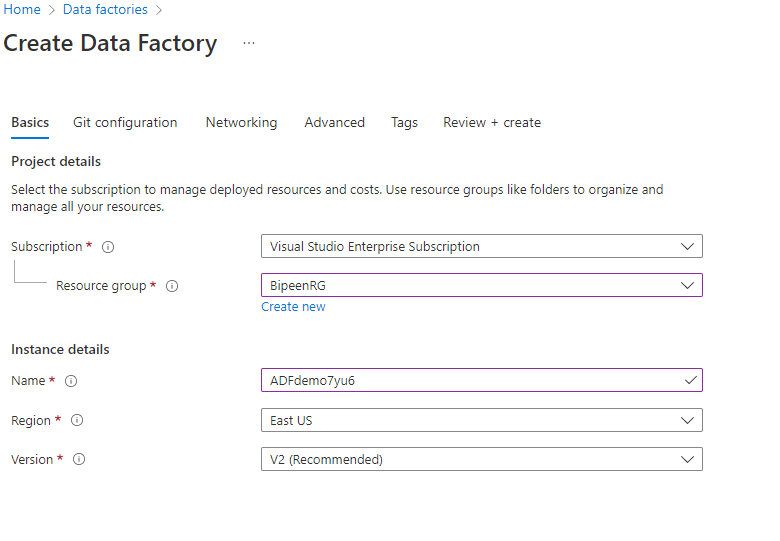 Home > Data factories >
Create Data Factory ...
Basics Git configuration Networking Advanced Tags Review + create
Project details
Select the subscription to manage deployed resources and costs. Use resource groups like folders to organize and
manage all your resources.
Subscription * Visual Studio Enterprise Subscription
Resource group * BipeenRG
Create new
Instance details
Name * ADFdemo7yu6
Region * East US
Version * V2 (Recommended)